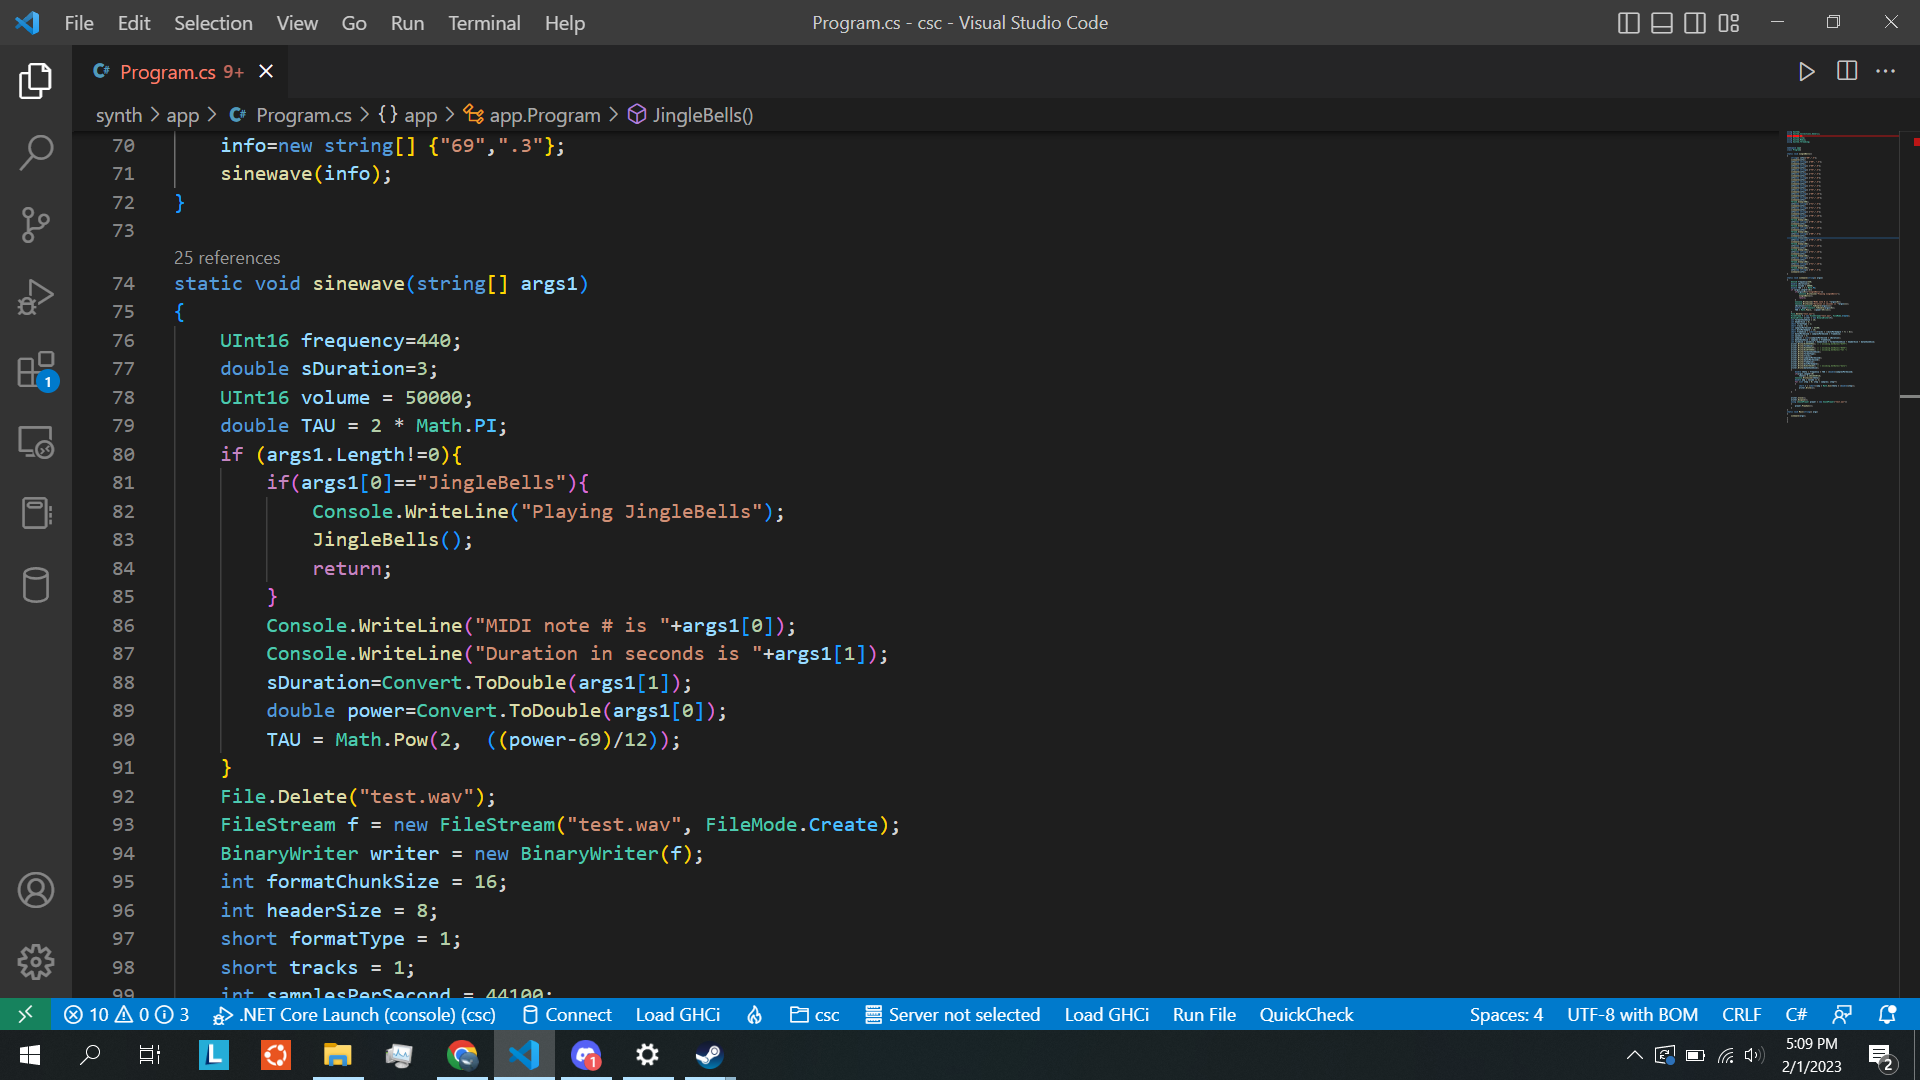 File Edit Selection View Go Run Terminal Help
Program.cs - csc - Visual Studio Code
C# Program.cs 9+
synth > app > C# Program.cs > {} app > app.Program > JingleBells()
70 info=new string[] {"69",".3"};
71 sinewave(info);
72 }
73
25 references
74 static void sinewave(string[] args1)
75 {
76 UInt16 frequency=440;
77 double sDuration=3;
78 UInt16 volume = 50000;
79 double TAU = 2 * Math.PI;
80 if (args1.Length!=0){
81 if(args1[0]=="JingleBells"){
82 Console.WriteLine("Playing JingleBells");
83 JingleBells();
84 return;
85 }
86 Console.WriteLine("MIDI note # is "+args1[0]);
87 Console.WriteLine("Duration in seconds is "+args1[1]);
88 sDuration=Convert.ToDouble(args1[1]);
89 double power=Convert.ToDouble(args1[0]);
90 TAU = Math.Pow(2,  ((power-69)/12));
91 }
92 File.Delete("test.wav");
93 FileStream f = new FileStream("test.wav", FileMode.Create);
94 BinaryWriter writer = new BinaryWriter(f);
95 int formatChunkSize = 16;
96 int headerSize = 8;
97 short formatType = 1;
98 short tracks = 1;
99 int samplesPerSecond = 44100;
1
10 0 3 .NET Core Launch (console) (csc) Connect Load GHCi csc Server not selected Load GHCi Run File QuickCheck Spaces: 4 UTF-8 with BOM CRLF C#
L 1 5:09 PM
2/1/2023 2